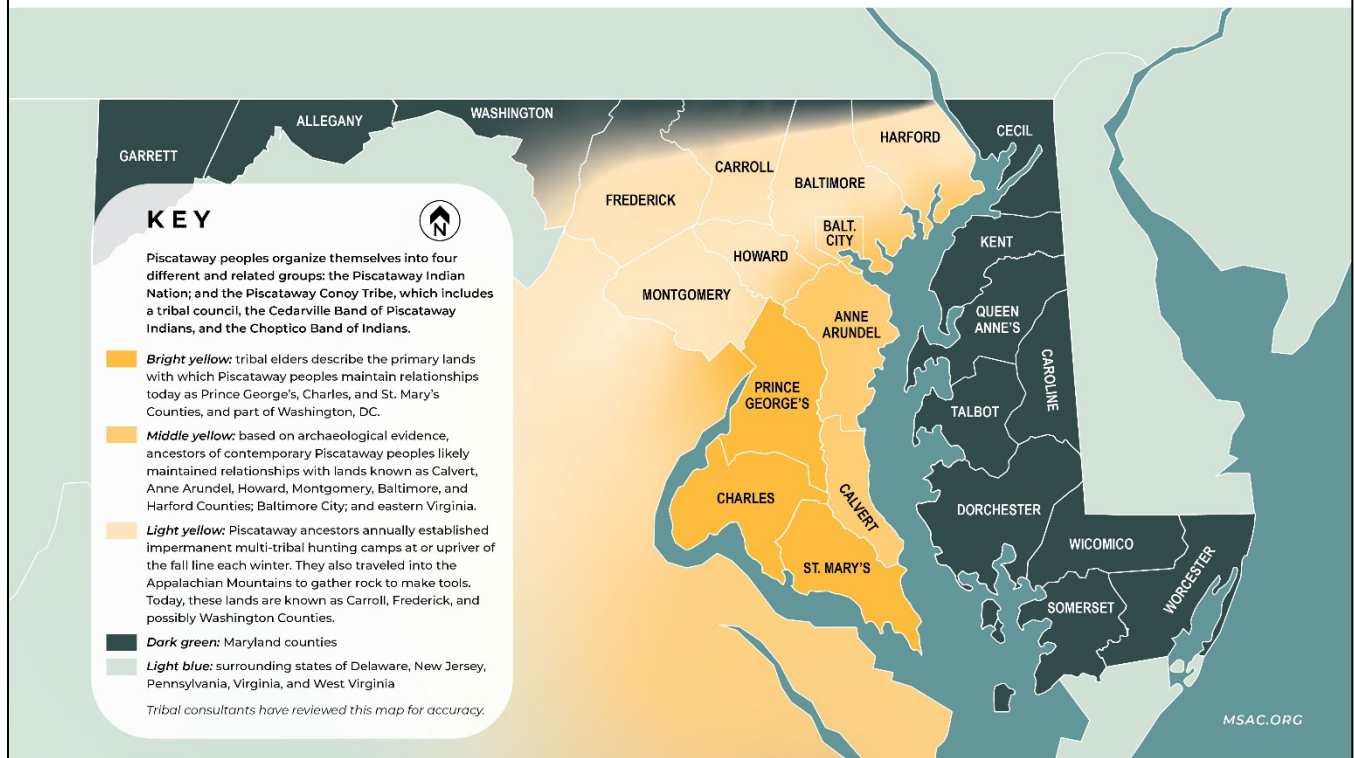 WASHINGTON
ALLEGANY
GARRETT
CECIL
HARFORD
CARROLL
BALTIMORE
FREDERICK
BALT.
CITY
KENT
HOWARD
MONTGOMERY
QUEEN
ANNE'S
ANNE
ARUNDEL
CAROLINE
PRINCE
GEORGE'S
TALBOT
CHARLES
CALVERT
DORCHESTER
WICOMICO
ST. MARY'S
WORCESTER
SOMERSET
KEY
N
Piscataway peoples organize themselves into four
different and related groups: the Piscataway Indian
Nation; and the Piscataway Conoy Tribe, which includes
a tribal council, the Cedarville Band of Piscataway
Indians, and the Choptico Band of Indians.
Bright yellow: tribal elders describe the primary lands
with which Piscataway peoples maintain relationships
today as Prince George's, Charles, and St. Mary's
Counties, and part of Washington, DC.
Middle yellow: based on archaeological evidence,
ancestors of contemporary Piscataway peoples likely
maintained relationships with lands known as Calvert,
Anne Arundel, Howard, Montgomery, Baltimore, and
Harford Counties; Baltimore City; and eastern Virginia.
Light yellow: Piscataway ancestors annually established
impermanent multi-tribal hunting camps at or upriver of
the fall line each winter. They also traveled into the
Appalachian Mountains to gather rock to make tools.
Today, these lands are known as Carroll, Frederick, and
possibly Washington Counties.
Dark green: Maryland counties
Light blue: surrounding states of Delaware, New Jersey,
Pennsylvania, Virginia, and West Virginia
Tribal consultants have reviewed this map for accuracy.
MSAC.ORG